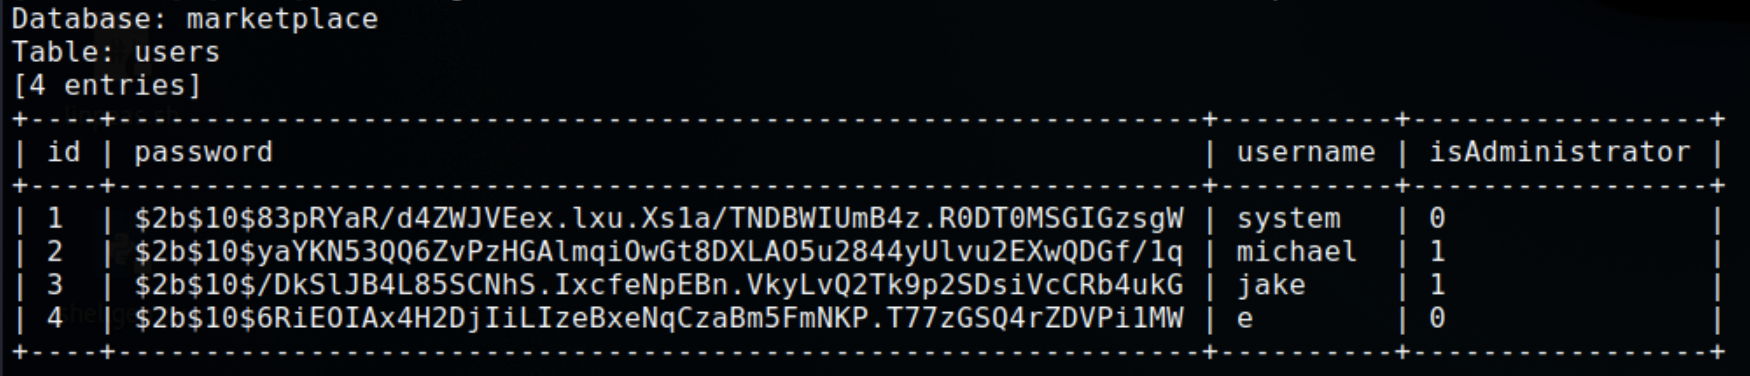 Database: marketplace
Table: users
[4 entries]
+----+--------------------------------------------------------------+----------+-----------------+
| id | password                                                     | username | isAdministrator |
+----+--------------------------------------------------------------+----------+-----------------+
| 1  | $2b$10$83pRYaR/d4ZWJVEex.lxu.Xs1a/TNDBWIUmB4z.R0DT0MSGIGzsgW | system   | 0               |
| 2  | $2b$10$yaYKN53QQ6ZvPzHGAlmqiOwGt8DXLAO5u2844yUlvu2EXwQDGf/1q | michael  | 1               |
| 3  | $2b$10$/DkSlJB4L85SCNhS.IxcfeNpEBn.VkyLvQ2Tk9p2SDsiVcCRb4ukG | jake     | 1               |
| 4  | $2b$10$6RiEOIAx4H2DjIiLIzeBxeNqCzaBm5FmNKP.T77zGSQ4rZDVPi1MW | e        | 0               |
+----+--------------------------------------------------------------+----------+-----------------+